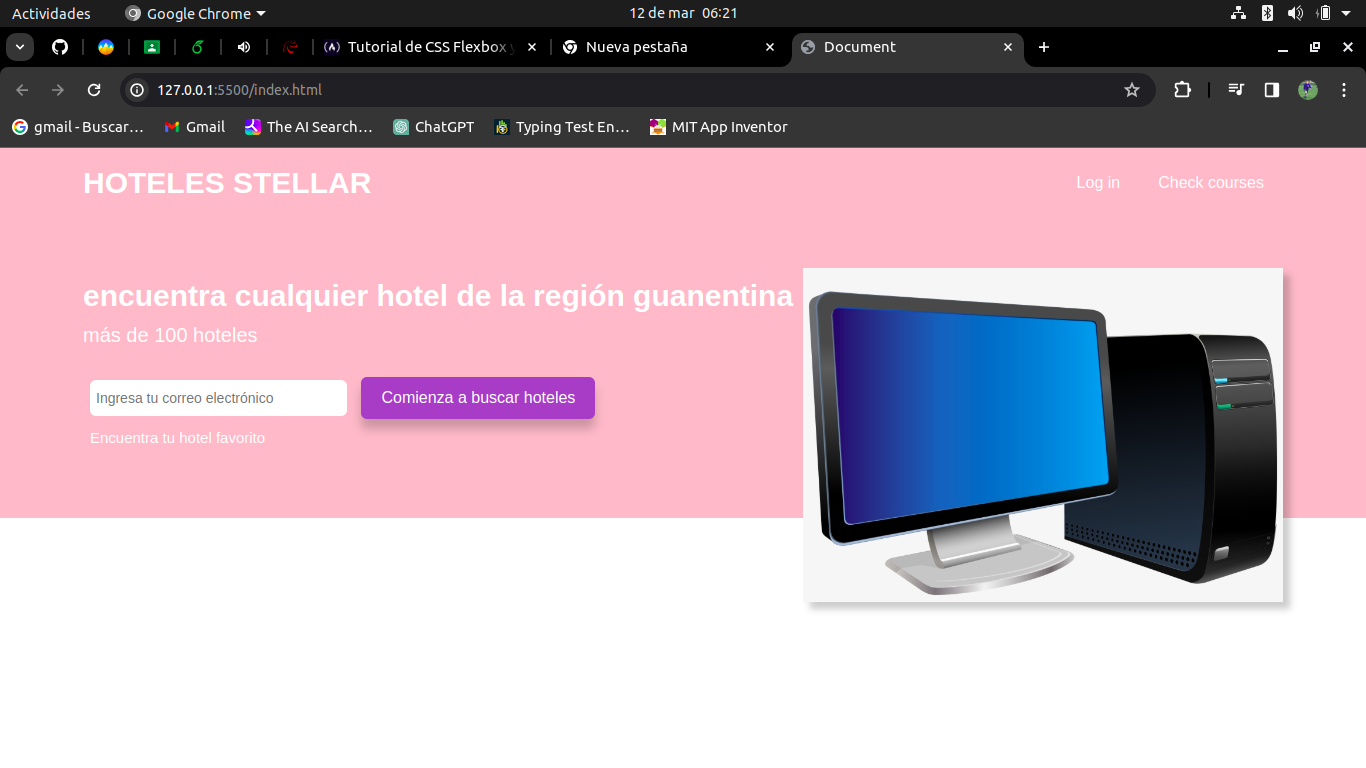 Actividades Google Chrome 12 de mar 06:21
Tutorial de CSS Flexbox Nueva pestaña Document
127.0.0.1:5500/index.html
gmail - Buscar… Gmail The AI Search… ChatGPT Typing Test En… MIT App Inventor
HOTELES STELLAR Log in Check courses
encuentra cualquier hotel de la región guanentina
más de 100 hoteles
Ingresa tu correo electrónico Comienza a buscar hoteles
Encuentra tu hotel favorito